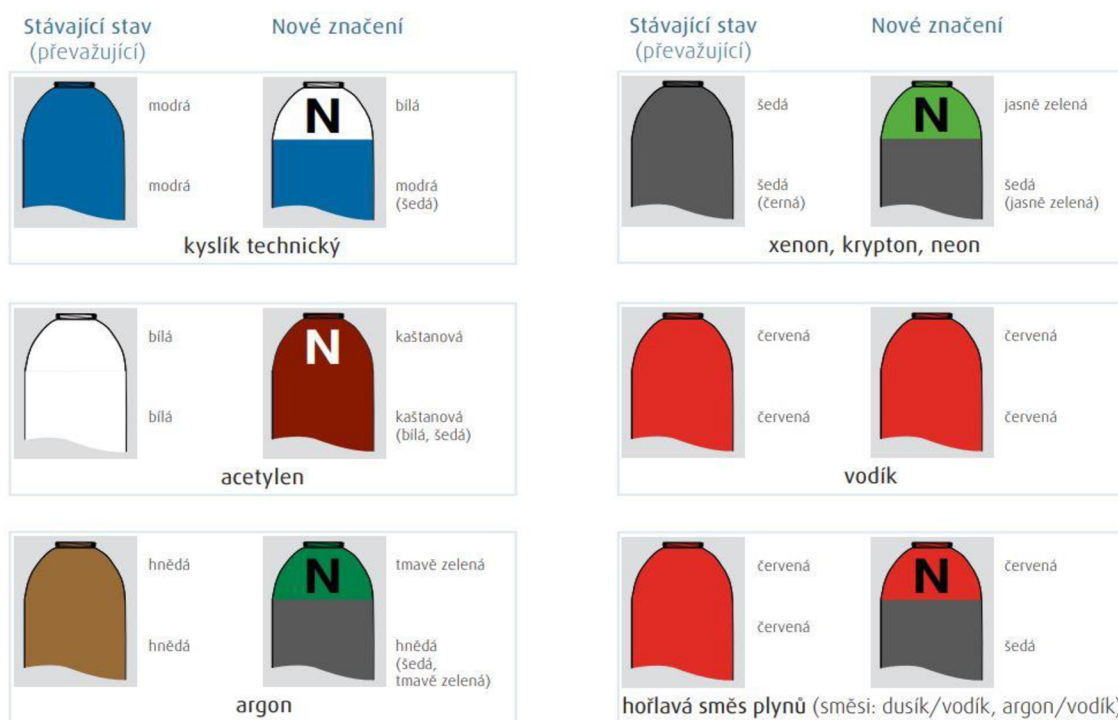 Stávající stav
(převažující)
Nové značení
modrá
modrá
N
bílá
modrá
(šedá)
kyslík technický
bílá
bílá
N
kaštanová
kaštanová
(bílá, šedá)
acetylen
hnědá
hnědá
N
tmavě zelená
hnědá
(šedá,
tmavě zelená)
argon
Stávající stav
(převažující)
Nové značení
šedá
šedá
(černá)
N
jasně zelená
šedá
(jasně zelená)
xenon, krypton, neon
červená
červená
červená
červená
vodík
červená
červená
N
červená
šedá
hořlavá směs plynů (směsi: dusík/vodík, argon/vodík)